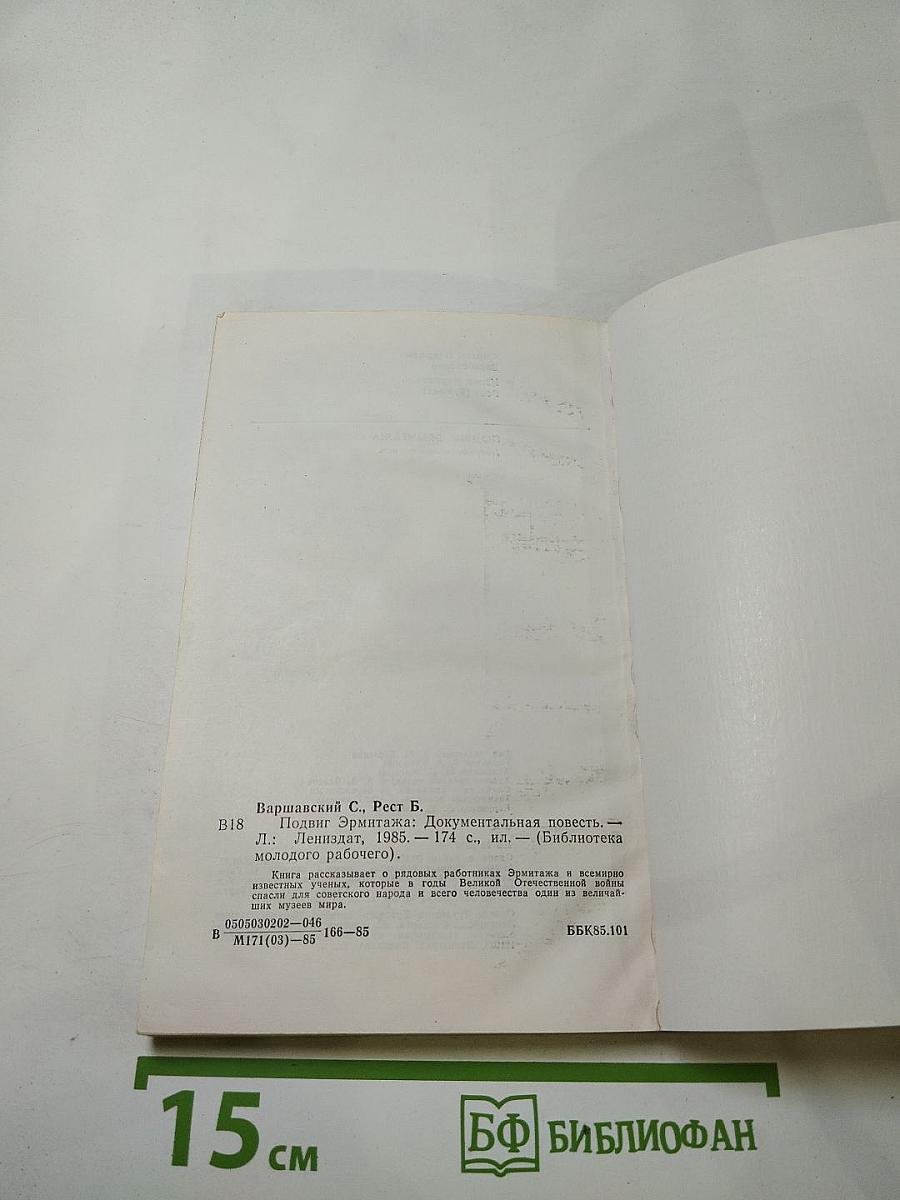 Варшавский С., Рест Б.
В18 Подвиг Эрмитажа: Документальная повесть. —
Л.: Лениздат, 1985. — 174 с., ил. — (Библиотека
молодого рабочего).
Книга рассказывает о рядовых работниках Эрмитажа и всемирно
известных ученых, которые в годы Великой Отечественной войны
спасли для советского народа и всего человечества один из величай-
ших музеев мира.
0505030202—046
В 166—85 ББК85.101
М171(03)—85
15 см
БФ БИБЛИОФАН